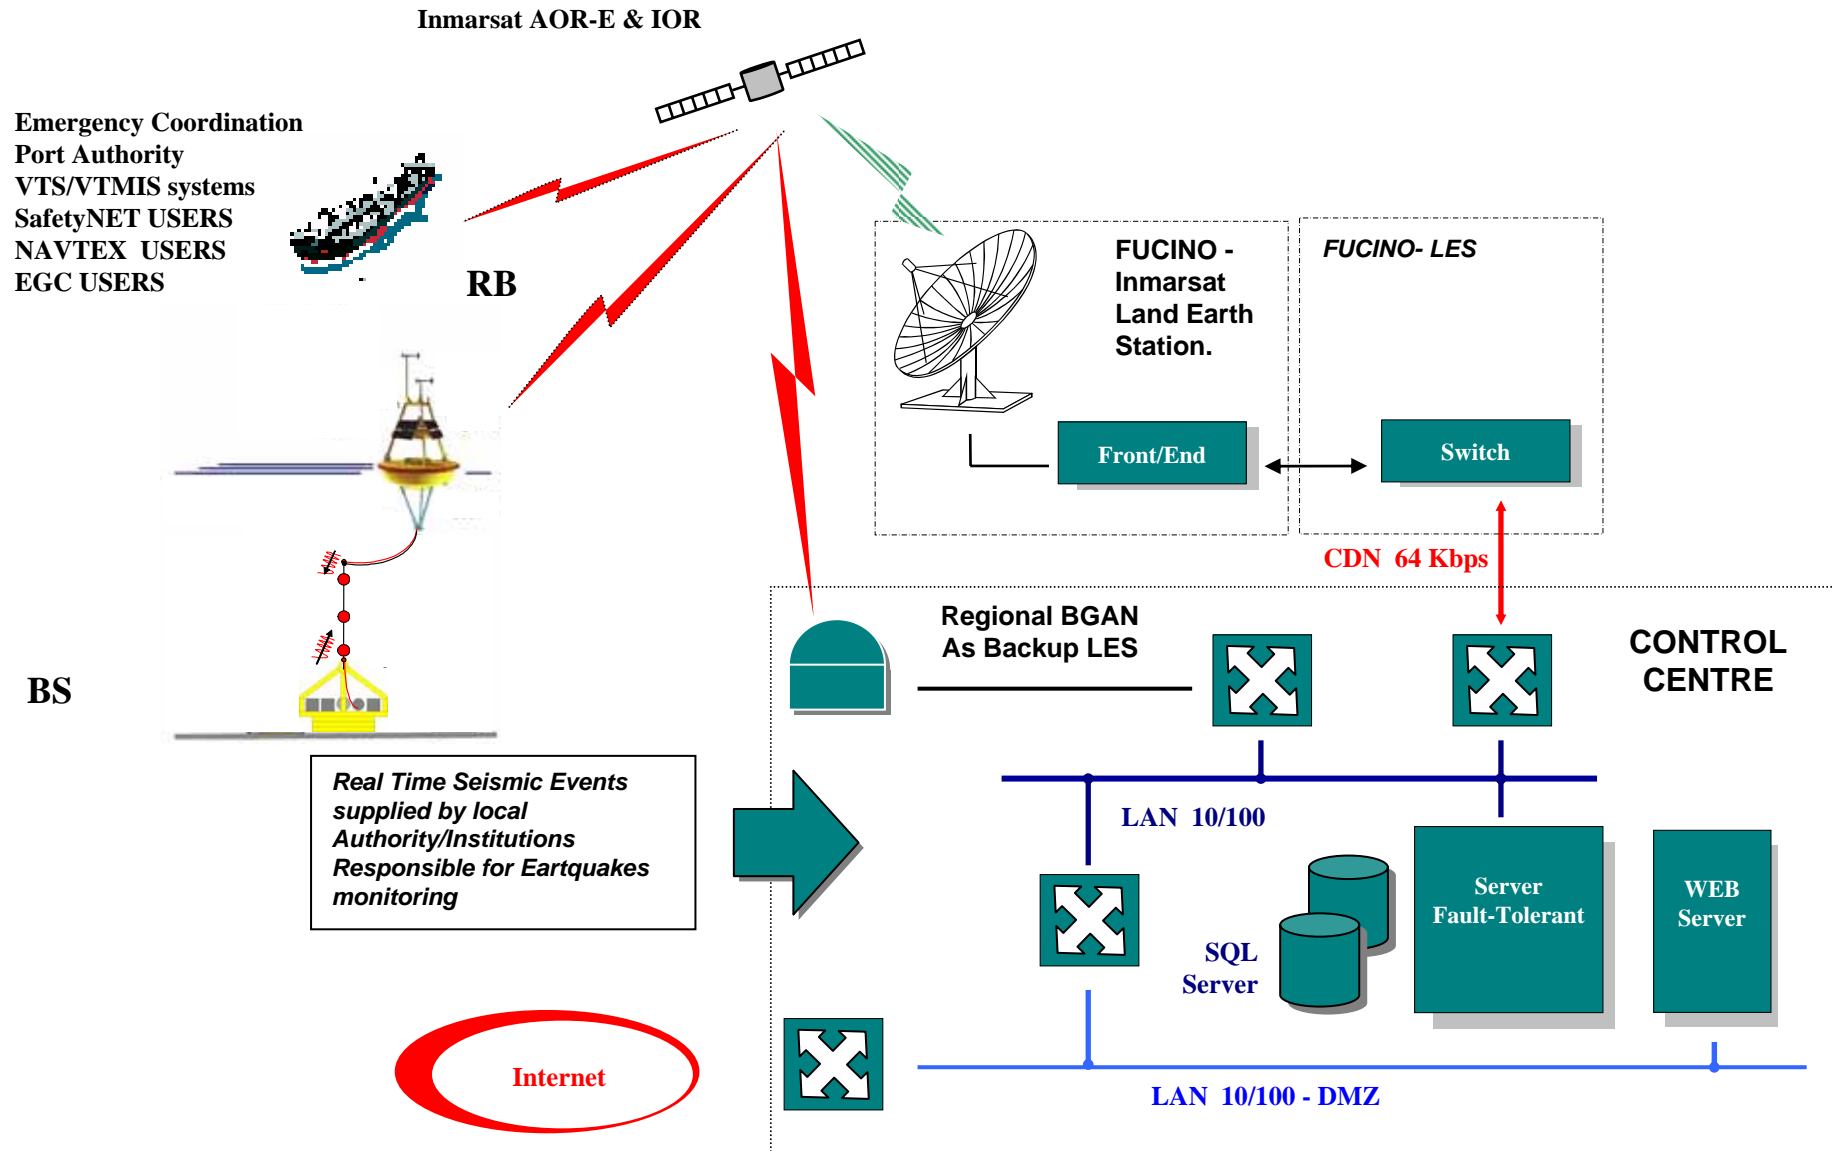 Inmarsat AOR-E & IOR
Emergency Coordination
Port Authority
VTS/VTMIS systems
SafetyNET USERS
NAVTEX  USERS
EGC USERS
RB
BS
FUCINO -
Inmarsat
Land Earth
Station.
FUCINO- LES
Front/End
Switch
CDN  64 Kbps
Regional BGAN
As Backup LES
CONTROL
CENTRE
Real Time Seismic Events
supplied by local
Authority/Institutions
Responsible for Eartquakes
monitoring
LAN  10/100
Server
Fault-Tolerant
WEB
Server
SQL
Server
Internet
LAN  10/100 - DMZ